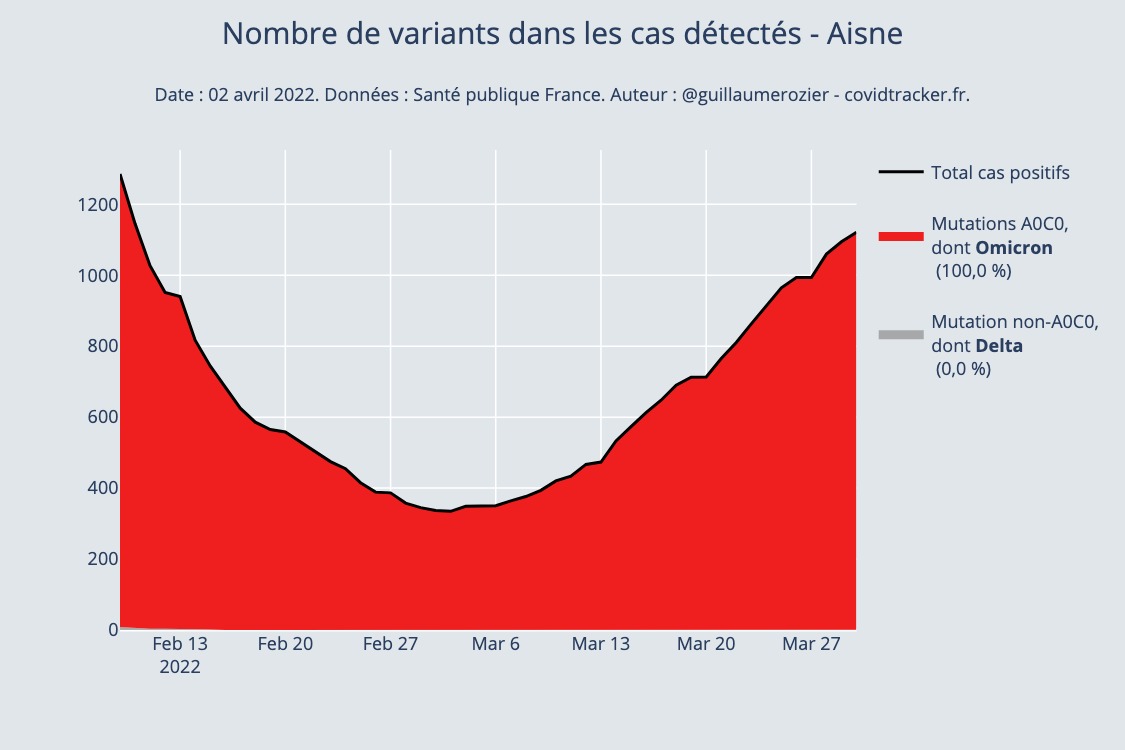 Nombre de variants dans les cas détectés - Aisne
Date : 02 avril 2022. Données : Santé publique France. Auteur : @guillaumerozier - covidtracker.fr.
Total cas positifs
Mutations A0C0,
dont Omicron
(100,0 %)
Mutation non-A0C0,
dont Delta
(0,0 %)
1200
1000
800
600
400
200
0
Feb 13 Feb 20 Feb 27 Mar 6 Mar 13 Mar 20 Mar 27
2022